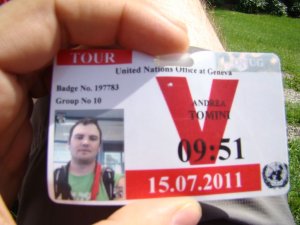 TOUR
United Nations Office at Geneva
Badge No. 197783
Group No 10
ANDREA
TOMINI
V
09:51
15.07.2011